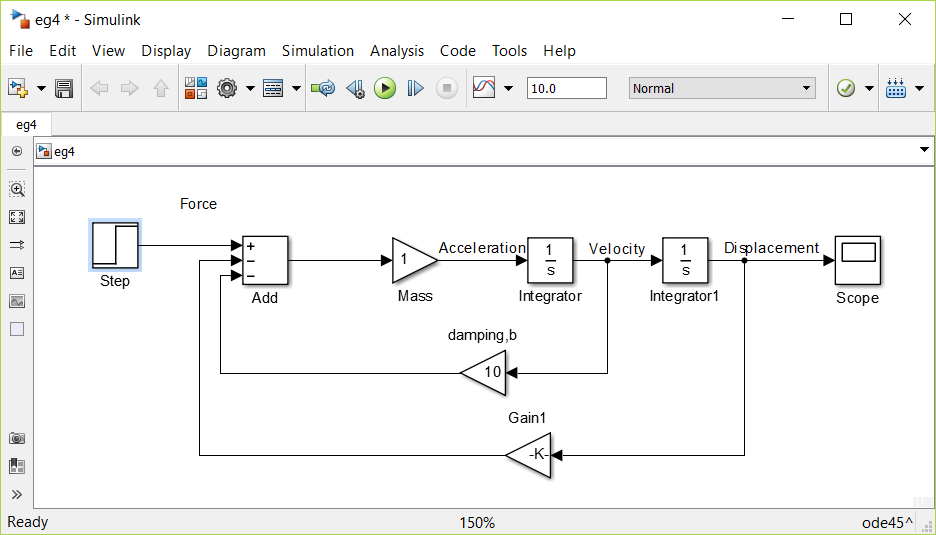 eg4 * - Simulink
File Edit View Display Diagram Simulation Analysis Code Tools Help
10.0 Normal
eg4
eg4
Force
Step
+
−
−
Add
1
Mass
Acceleration
1
s
Integrator
Velocity
1
s
Integrator1
Displacement
Scope
damping,b
10
Gain1
-K-
Ready 150% ode45^